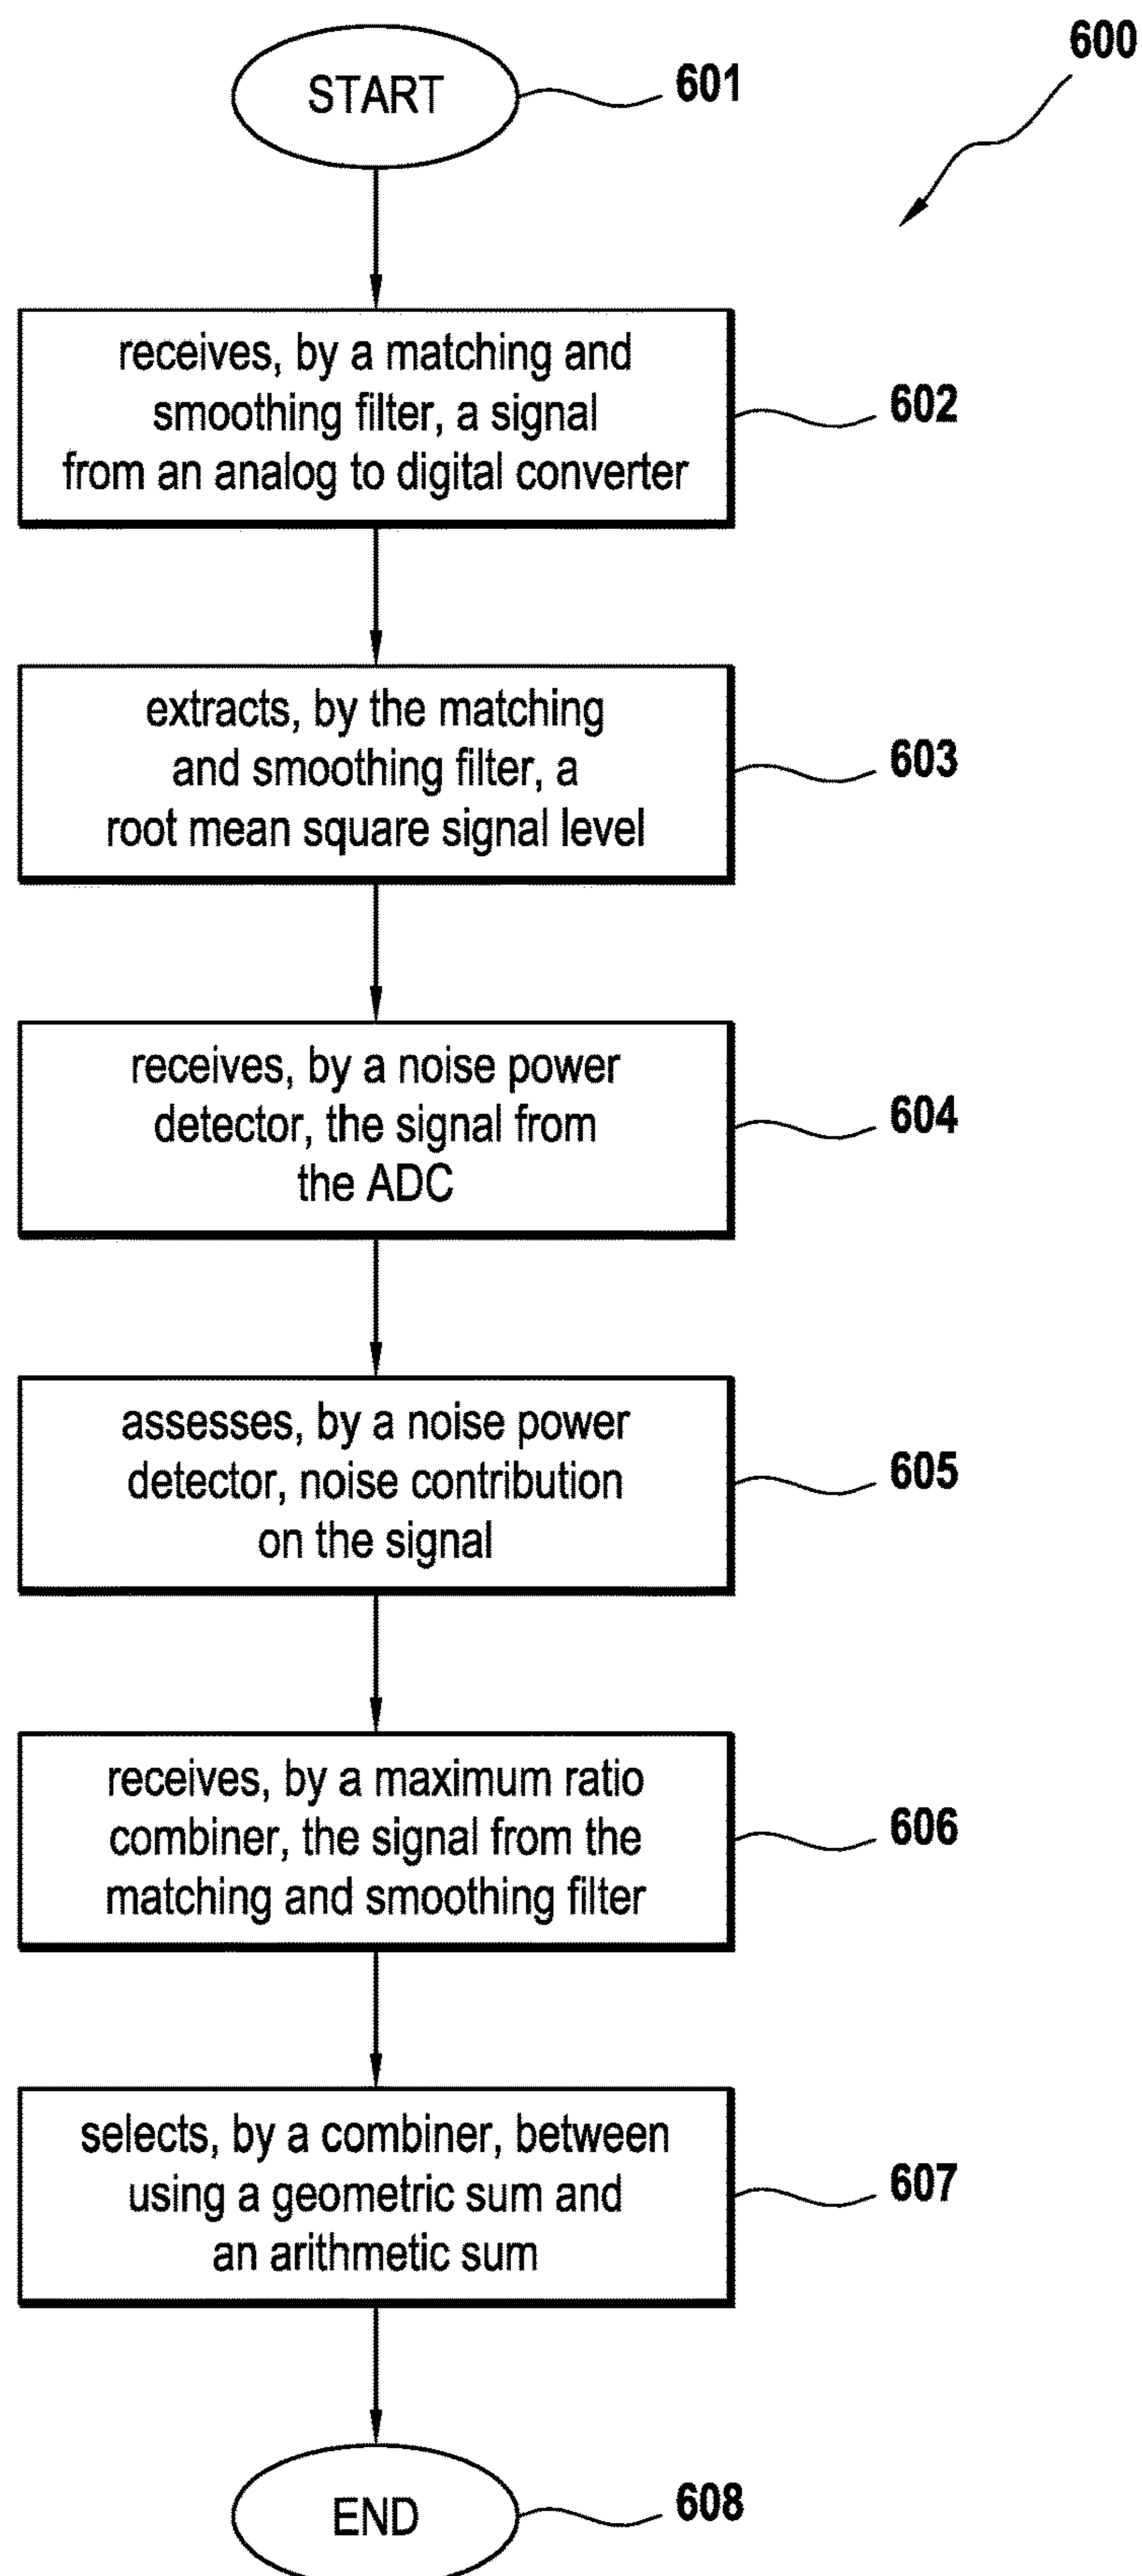 600
START
601
receives, by a matching and
smoothing filter, a signal
from an analog to digital converter
602
extracts, by the matching
and smoothing filter, a
root mean square signal level
603
receives, by a noise power
detector, the signal from
the ADC
604
assesses, by a noise power
detector, noise contribution
on the signal
605
receives, by a maximum ratio
combiner, the signal from the
matching and smoothing filter
606
selects, by a combiner, between
using a geometric sum and
an arithmetic sum
607
END
608